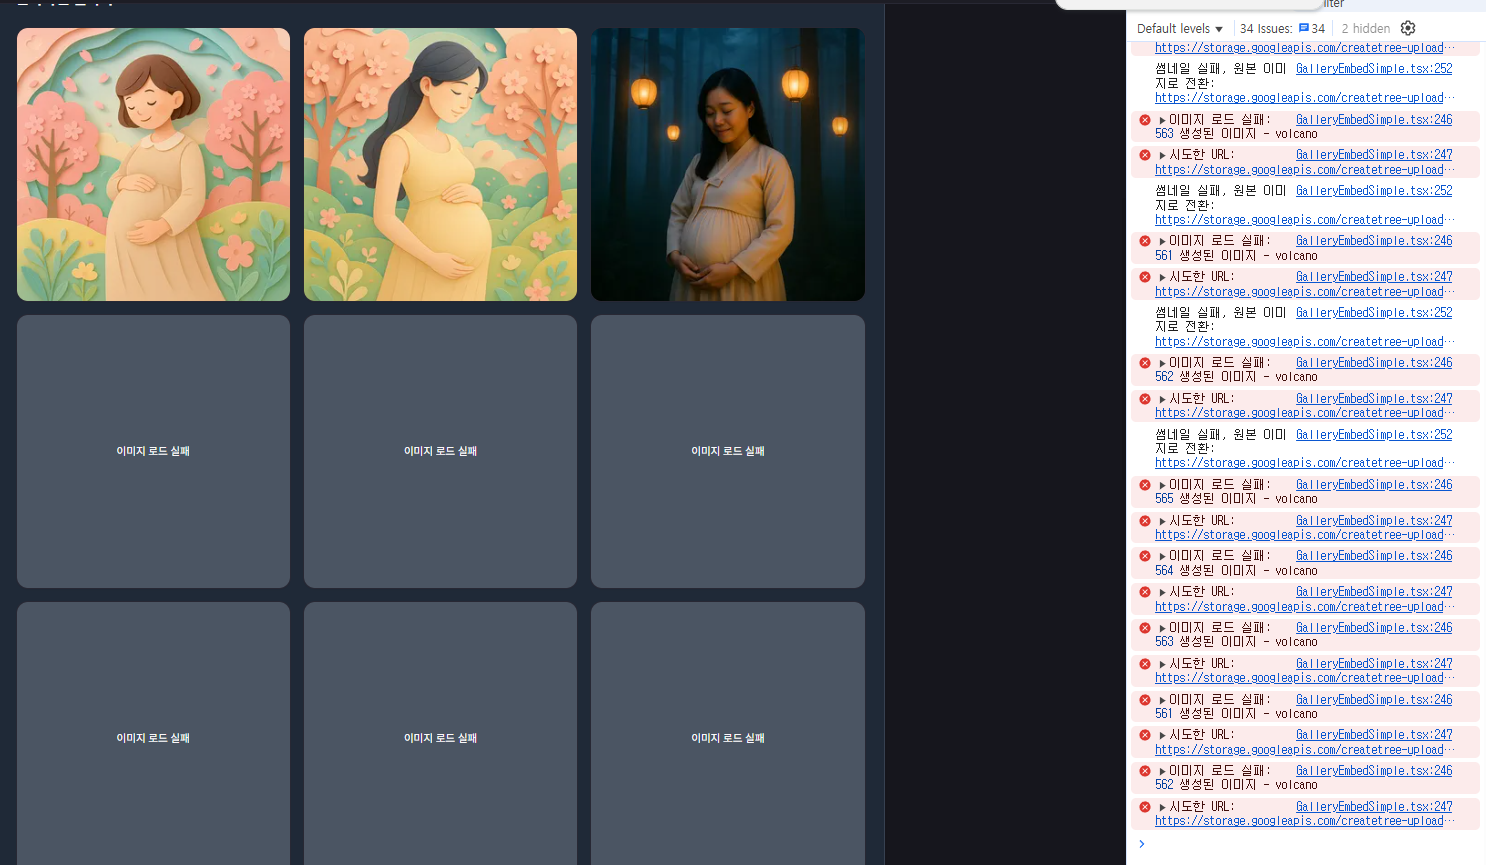 이미지 로드 실패
이미지 로드 실패
이미지 로드 실패
이미지 로드 실패
이미지 로드 실패
이미지 로드 실패
Default levels ▼
34 Issues:
34
2 hidden
https://storage.googleapis.com/createtree-upload…
썸네일 실패, 원본 이미 GalleryEmbedSimple.tsx:252
지로 전환:
https://storage.googleapis.com/createtree-upload…
이미지 로드 실패: GalleryEmbedSimple.tsx:246
563 생성된 이미지 - volcano
시도한 URL: GalleryEmbedSimple.tsx:247
https://storage.googleapis.com/createtree-upload…
썸네일 실패, 원본 이미 GalleryEmbedSimple.tsx:252
지로 전환:
https://storage.googleapis.com/createtree-upload…
이미지 로드 실패: GalleryEmbedSimple.tsx:246
561 생성된 이미지 - volcano
시도한 URL: GalleryEmbedSimple.tsx:247
https://storage.googleapis.com/createtree-upload…
썸네일 실패, 원본 이미 GalleryEmbedSimple.tsx:252
지로 전환:
https://storage.googleapis.com/createtree-upload…
이미지 로드 실패: GalleryEmbedSimple.tsx:246
562 생성된 이미지 - volcano
시도한 URL: GalleryEmbedSimple.tsx:247
https://storage.googleapis.com/createtree-upload…
썸네일 실패, 원본 이미 GalleryEmbedSimple.tsx:252
지로 전환:
https://storage.googleapis.com/createtree-upload…
이미지 로드 실패: GalleryEmbedSimple.tsx:246
565 생성된 이미지 - volcano
시도한 URL: GalleryEmbedSimple.tsx:247
https://storage.googleapis.com/createtree-upload…
이미지 로드 실패: GalleryEmbedSimple.tsx:246
564 생성된 이미지 - volcano
시도한 URL: GalleryEmbedSimple.tsx:247
https://storage.googleapis.com/createtree-upload…
이미지 로드 실패: GalleryEmbedSimple.tsx:246
563 생성된 이미지 - volcano
시도한 URL: GalleryEmbedSimple.tsx:247
https://storage.googleapis.com/createtree-upload…
이미지 로드 실패: GalleryEmbedSimple.tsx:246
561 생성된 이미지 - volcano
시도한 URL: GalleryEmbedSimple.tsx:247
https://storage.googleapis.com/createtree-upload…
이미지 로드 실패: GalleryEmbedSimple.tsx:246
562 생성된 이미지 - volcano
시도한 URL: GalleryEmbedSimple.tsx:247
https://storage.googleapis.com/createtree-upload…